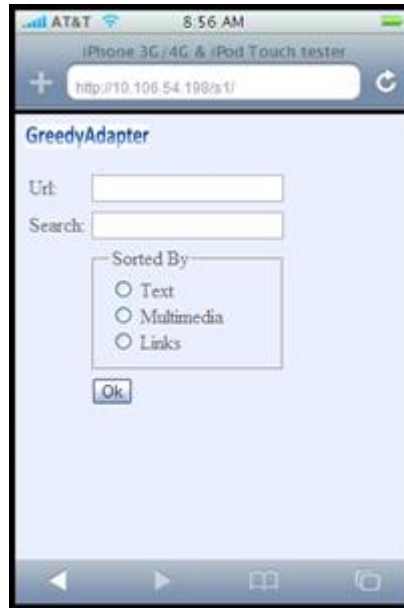 AT&T 8:56 AM
iPhone 3G/4G & iPod Touch tester
http://10.106.54.198/s1/
GreedyAdapter
Url:
Search:
Sorted By
Text
Multimedia
Links
Ok